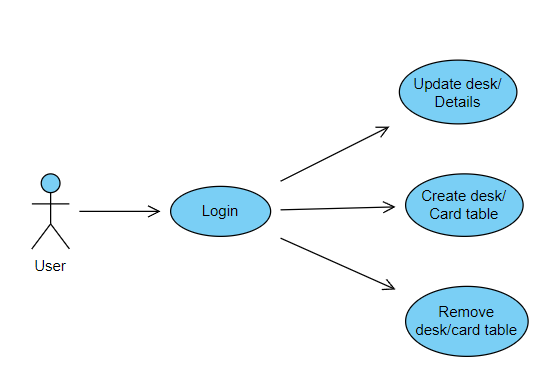 Update desk/
Details
Create desk/
Card table
Login
User
Remove
desk/card table